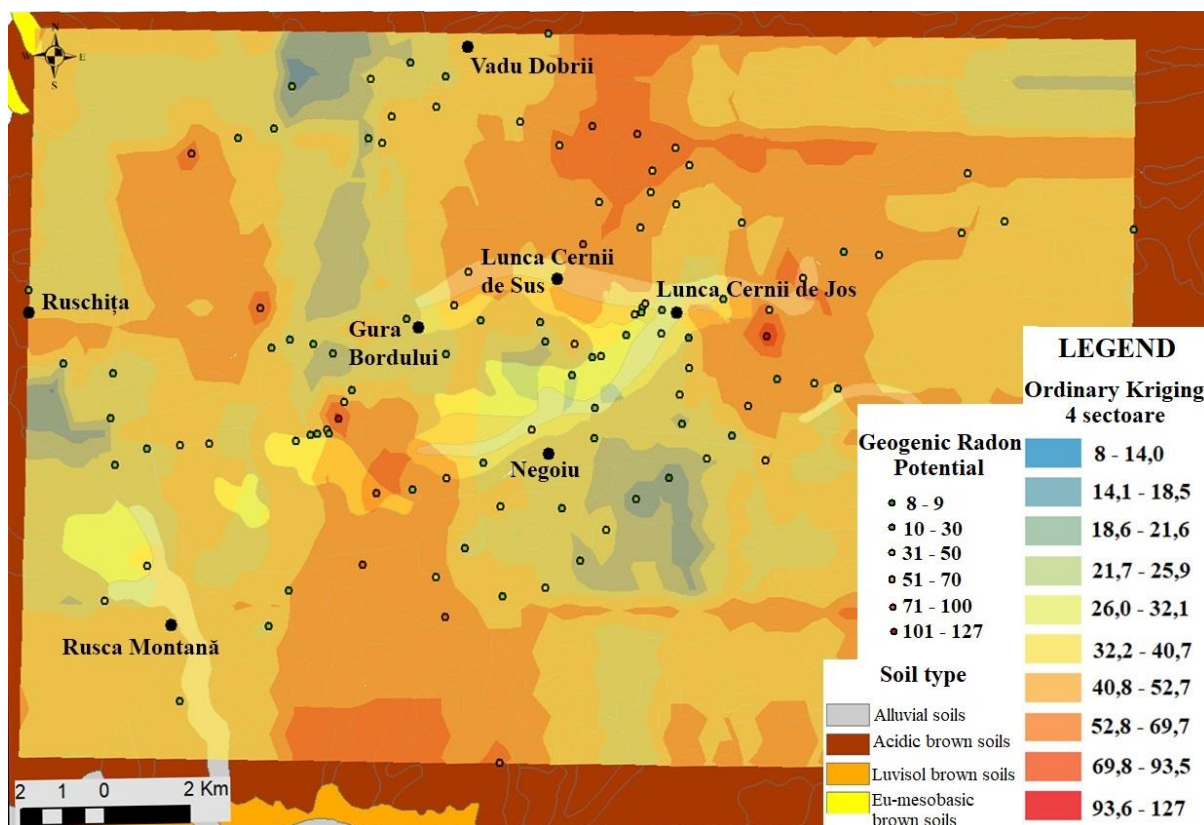 N
W E
S
Vadu Dobrii
Lunca Cernii
de Sus
Lunca Cernii de Jos
Ruschița
Gura
Bordului
Negoiu
Rusca Montană
2 1 0 2 Km
Geogenic Radon
Potential
8 - 9
10 - 30
31 - 50
51 - 70
71 - 100
101 - 127
Soil type
Alluvial soils
Acidic brown soils
Luvisol brown soils
Eu-mesobasic
brown soils
LEGEND
Ordinary Kriging
4 sectoare
8 - 14,0
14,1 - 18,5
18,6 - 21,6
21,7 - 25,9
26,0 - 32,1
32,2 - 40,7
40,8 - 52,7
52,8 - 69,7
69,8 - 93,5
93,6 - 127